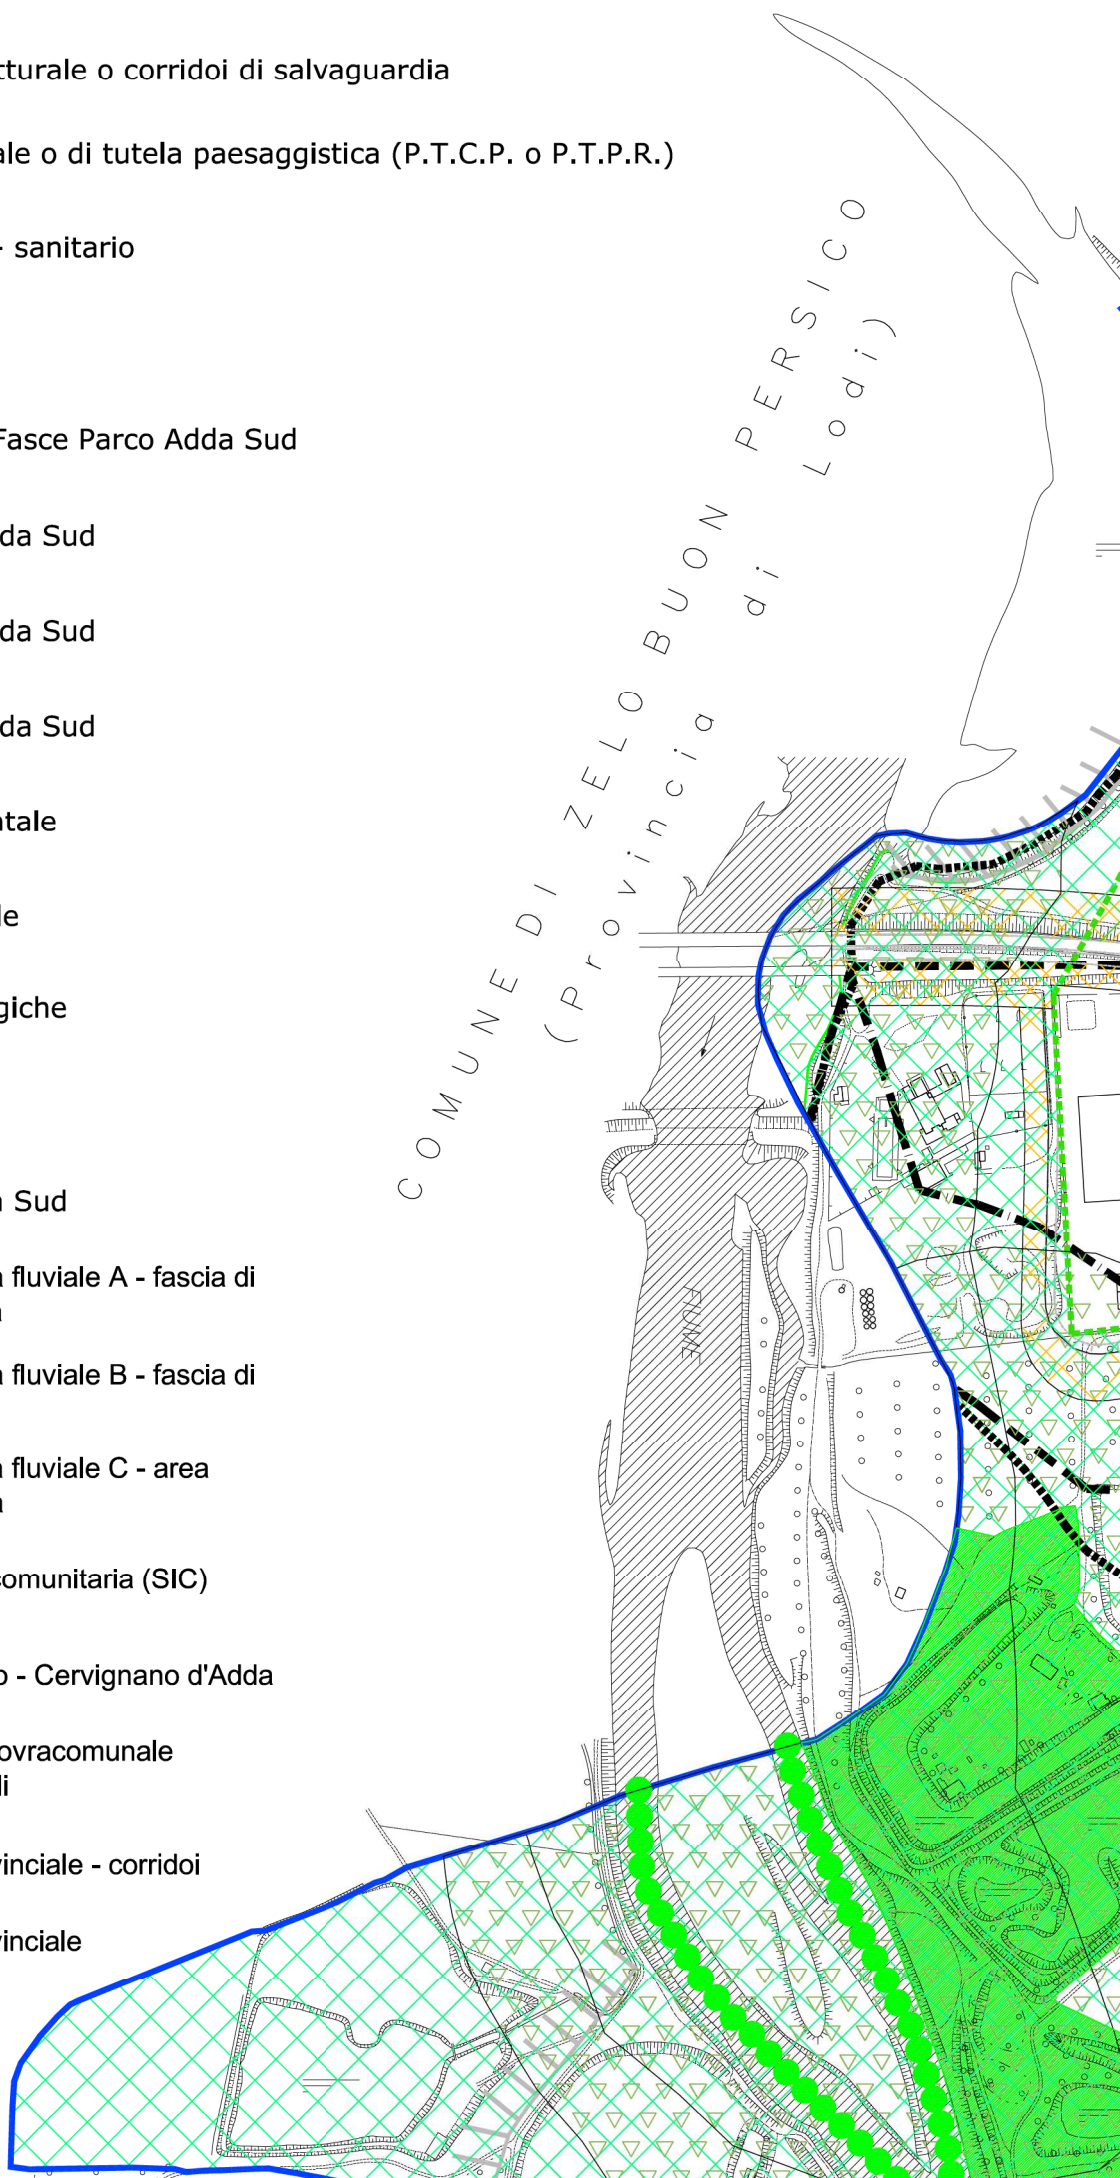 tturale o corridoi di salvaguardia
ale o di tutela paesaggistica (P.T.C.P. o P.T.P.R.)
- sanitario
Fasce Parco Adda Sud
da Sud
da Sud
da Sud
ntale
le
giche
a Sud
a fluviale A - fascia di
a
a fluviale B - fascia di
a fluviale C - area
a
comunitaria (SIC)
o - Cervignano d'Adda
ovracomunale
li
vinciale - corridoi
vinciale
COMUNE DI ZELO BUON PERSICO
(Provincia di Lodi)
FIUME